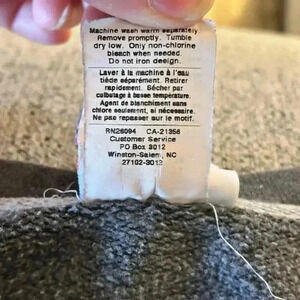 Machine wash warm separately
Remove promptly. Tumble
dry low. Only non-chlorine
bleach when needed.
Do not iron design.
Laver à la machine à l'eau
tiède séparément. Retirer
rapidement. Sécher par
culbutage à basse température.
Agent de blanchiment sans
chlore seulement, si nécessaire.
Ne pas repasser sur le motif.
RN26094 CA-21356
Customer Service
PO Box 3012
Winston-Salem, NC
27102-3012